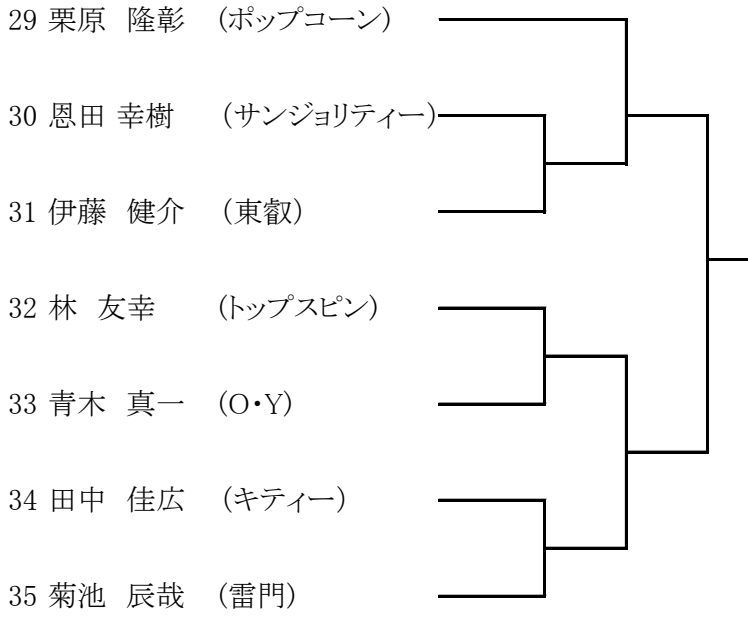 29 栗原 隆彰 (ポップコーン)
30 恩田 幸樹 (サンジョリティー)
31 伊藤 健介 (東叡)
32 林 友幸 (トップスピン)
33 青木 真一 (O・Y)
34 田中 佳広 (キティー)
35 菊池 辰哉 (雷門)